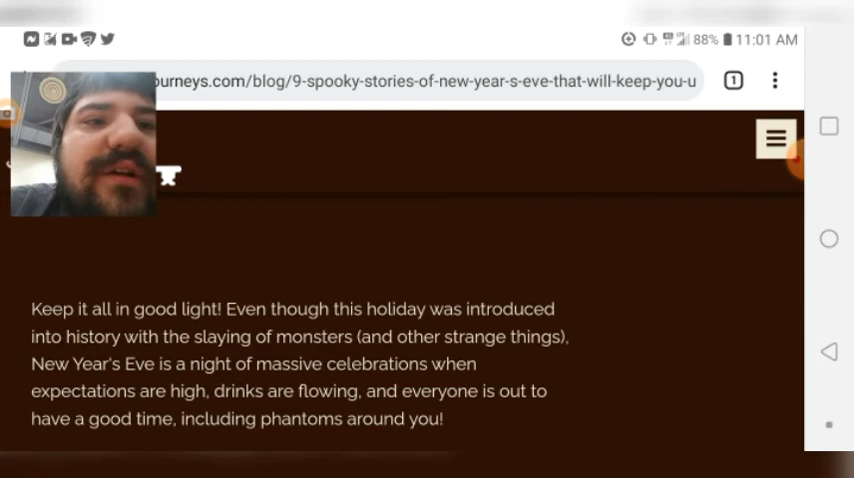 88% 11:01 AM
ourneys.com/blog/9-spooky-stories-of-new-year-s-eve-that-will-keep-you-u
1
Keep it all in good light! Even though this holiday was introduced
into history with the slaying of monsters (and other strange things),
New Year's Eve is a night of massive celebrations when
expectations are high, drinks are flowing, and everyone is out to
have a good time, including phantoms around you!